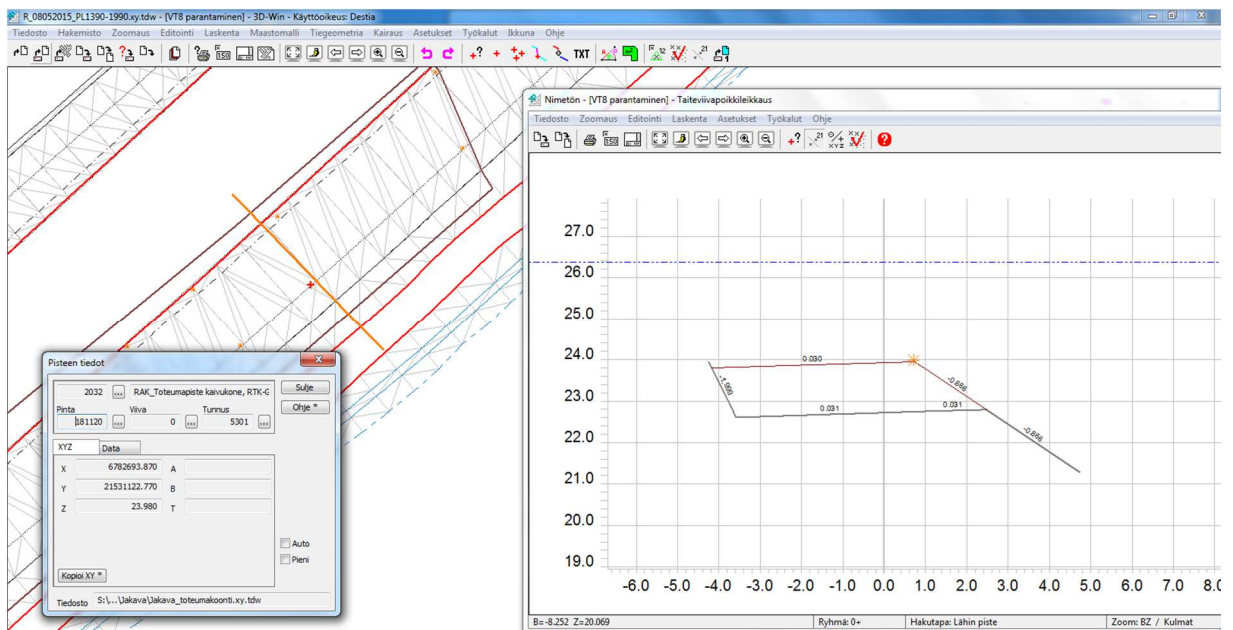 R_08052015_PL1390-1990.xy.tdw - [VT8 parantaminen] - 3D-Win - Käyttöoikeus: Destia
Tiedosto Hakemisto Zoomaus Editointi Laskenta Maastomalli Tiegeometria Kairaus Asetukset Työkalut Ikkuna Ohje
TXT
Nimetön - [VT8 parantaminen] - Taiteviivapoikkileikkaus
Tiedosto Zoomaus Editointi Laskenta Asetukset Työkalut Ohje
27.0
26.0
25.0
24.0
23.0
22.0
21.0
20.0
19.0
0.030
-1.999
-0.666
0.031
0.031
-0.666
-6.0 -5.0 -4.0 -3.0 -2.0 -1.0 0.0 1.0 2.0 3.0 4.0 5.0 6.0 7.0 8.0
B=-8.252 Z=20.069 Ryhmä: 0+ Hakutapa: Lähin piste Zoom: BZ / Kulmat
Pisteen tiedot
2032 ... RAK_Toteumapiste kaivukone, RTK-G Sulje
Pinta Viiva Tunnus Ohje *
181120 ... 0 ... 5301 ...
XYZ Data
X 6782693.870 A
Y 21531122.770 B
Z 23.980 T
Auto
Pieni
Kopioi XY *
Tiedosto S:\...\Jakava\Jakava_toteumakoonti.xy.tdw